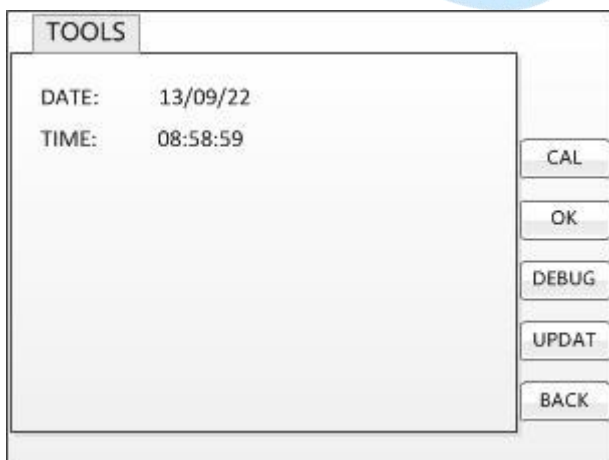 TOOLS
DATE: 13/09/22
TIME: 08:58:59
CAL
OK
DEBUG
UPDAT
BACK